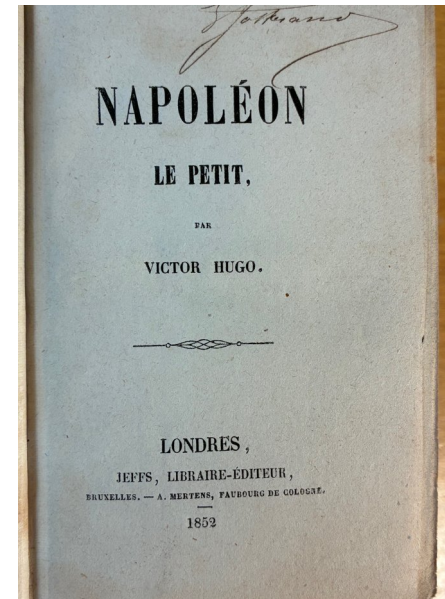 NAPOLÉON
LE PETIT,
PAR
VICTOR HUGO.
LONDRES,
JEFFS, LIBRAIRE-ÉDITEUR,
BRUXELLES. — A. MERTENS, FAUBOURG DE COLOGNE.
1852